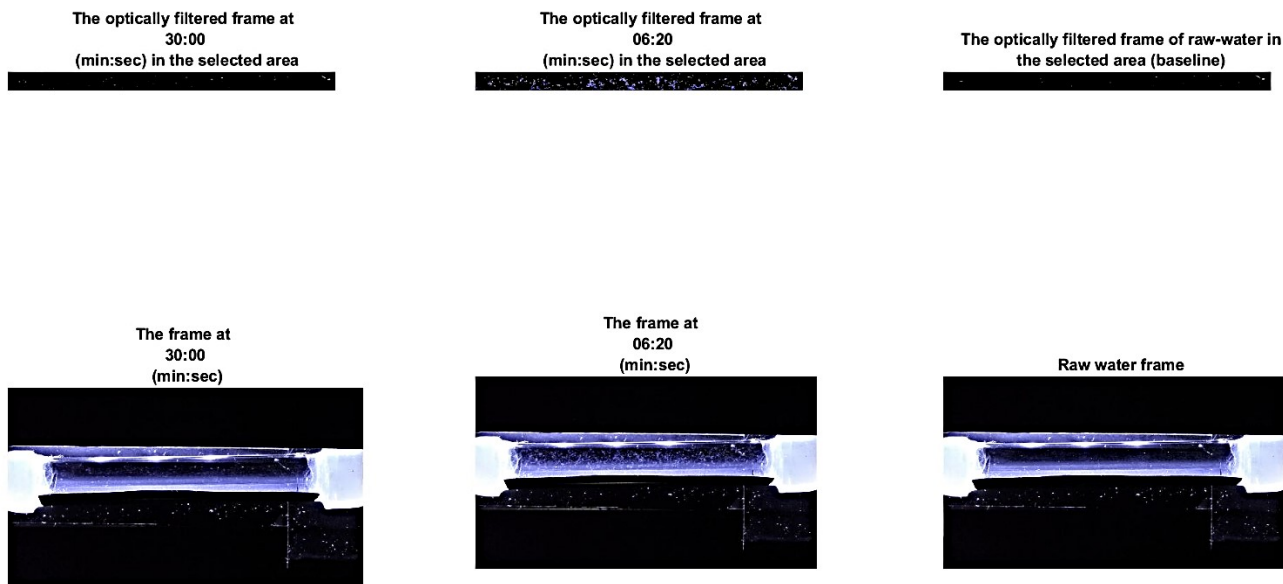 The optically filtered frame at
30:00
(min:sec) in the selected area
The optically filtered frame at
06:20
(min:sec) in the selected area
The optically filtered frame of raw-water in
the selected area (baseline)
The frame at
30:00
(min:sec)
The frame at
06:20
(min:sec)
Raw water frame